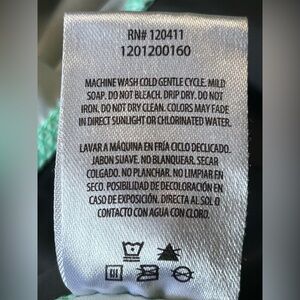 RN# 120411
1201200160
MACHINE WASH COLD GENTLE CYCLE. MILD
SOAP. DO NOT BLEACH. DRIP DRY. DO NOT
IRON. DO NOT DRY CLEAN. COLORS MAY FADE
IN DIRECT SUNLIGHT OR CHLORINATED WATER.
LAVAR A MÁQUINA EN FRÍA CICLO DECLICADO.
JABON SUAVE. NO BLANQUEAR. SECAR
COLGADO. NO PLANCHAR. NO LIMPIAR EN
SECO. POSIBILIDAD DE DECOLORACIÓN EN
CASO DE EXPOSICIÓN. DIRECTA AL SOL O
CONTACTO CON AGUA CON CLORO.